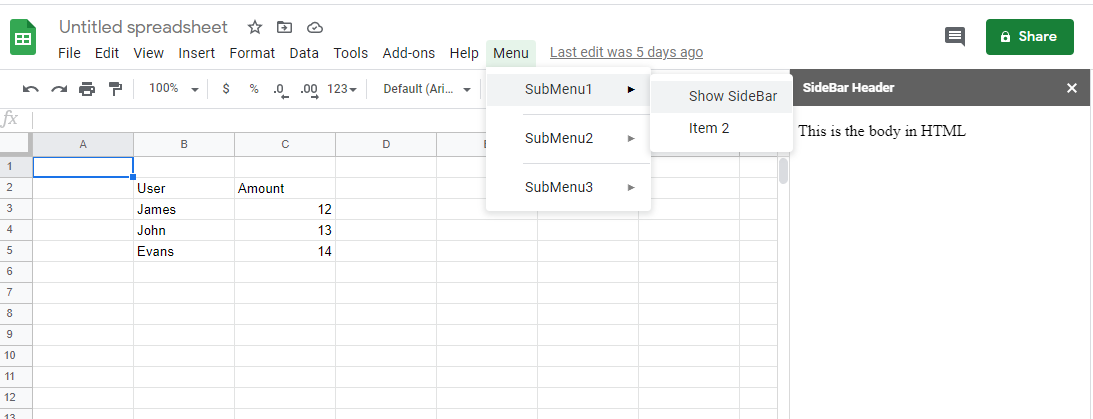 Untitled spreadsheet
File Edit View Insert Format Data Tools Add-ons Help Menu Last edit was 5 days ago
Share
100% $ % .0 .00 123 Default (Ari...
SubMenu1
SubMenu2
SubMenu3
Show SideBar
Item 2
SideBar Header
This is the body in HTML
fx
A B C D
1
2 User Amount
3 James 12
4 John 13
5 Evans 14
6
7
8
9
10
11
12
13